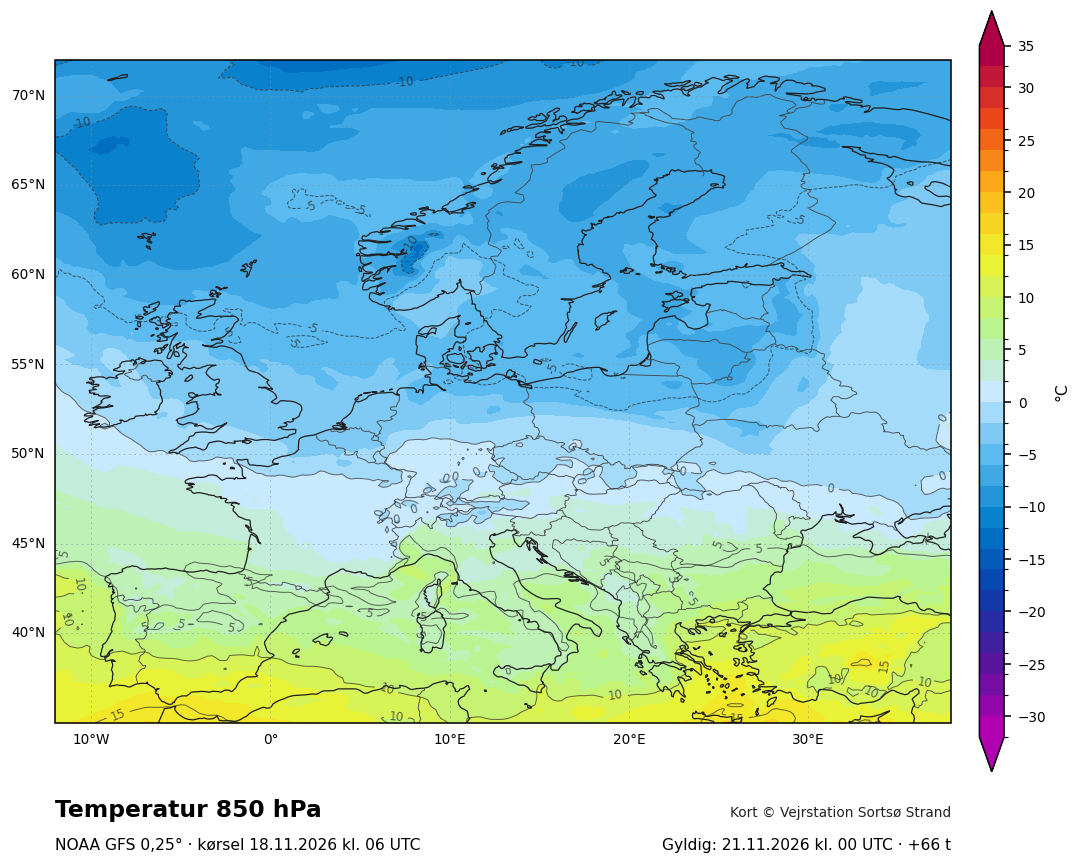 70°N
65°N
60°N
55°N
50°N
45°N
40°N
10°W
0°
10°E
20°E
30°E
35
30
25
20
15
10
5
0
−5
−10
−15
−20
−25
−30
°C
Temperatur 850 hPa
Kort © Vejrstation Sortsø Strand
NOAA GFS 0,25° · kørsel 18.11.2026 kl. 06 UTC
Gyldig: 21.11.2026 kl. 00 UTC · +66 t